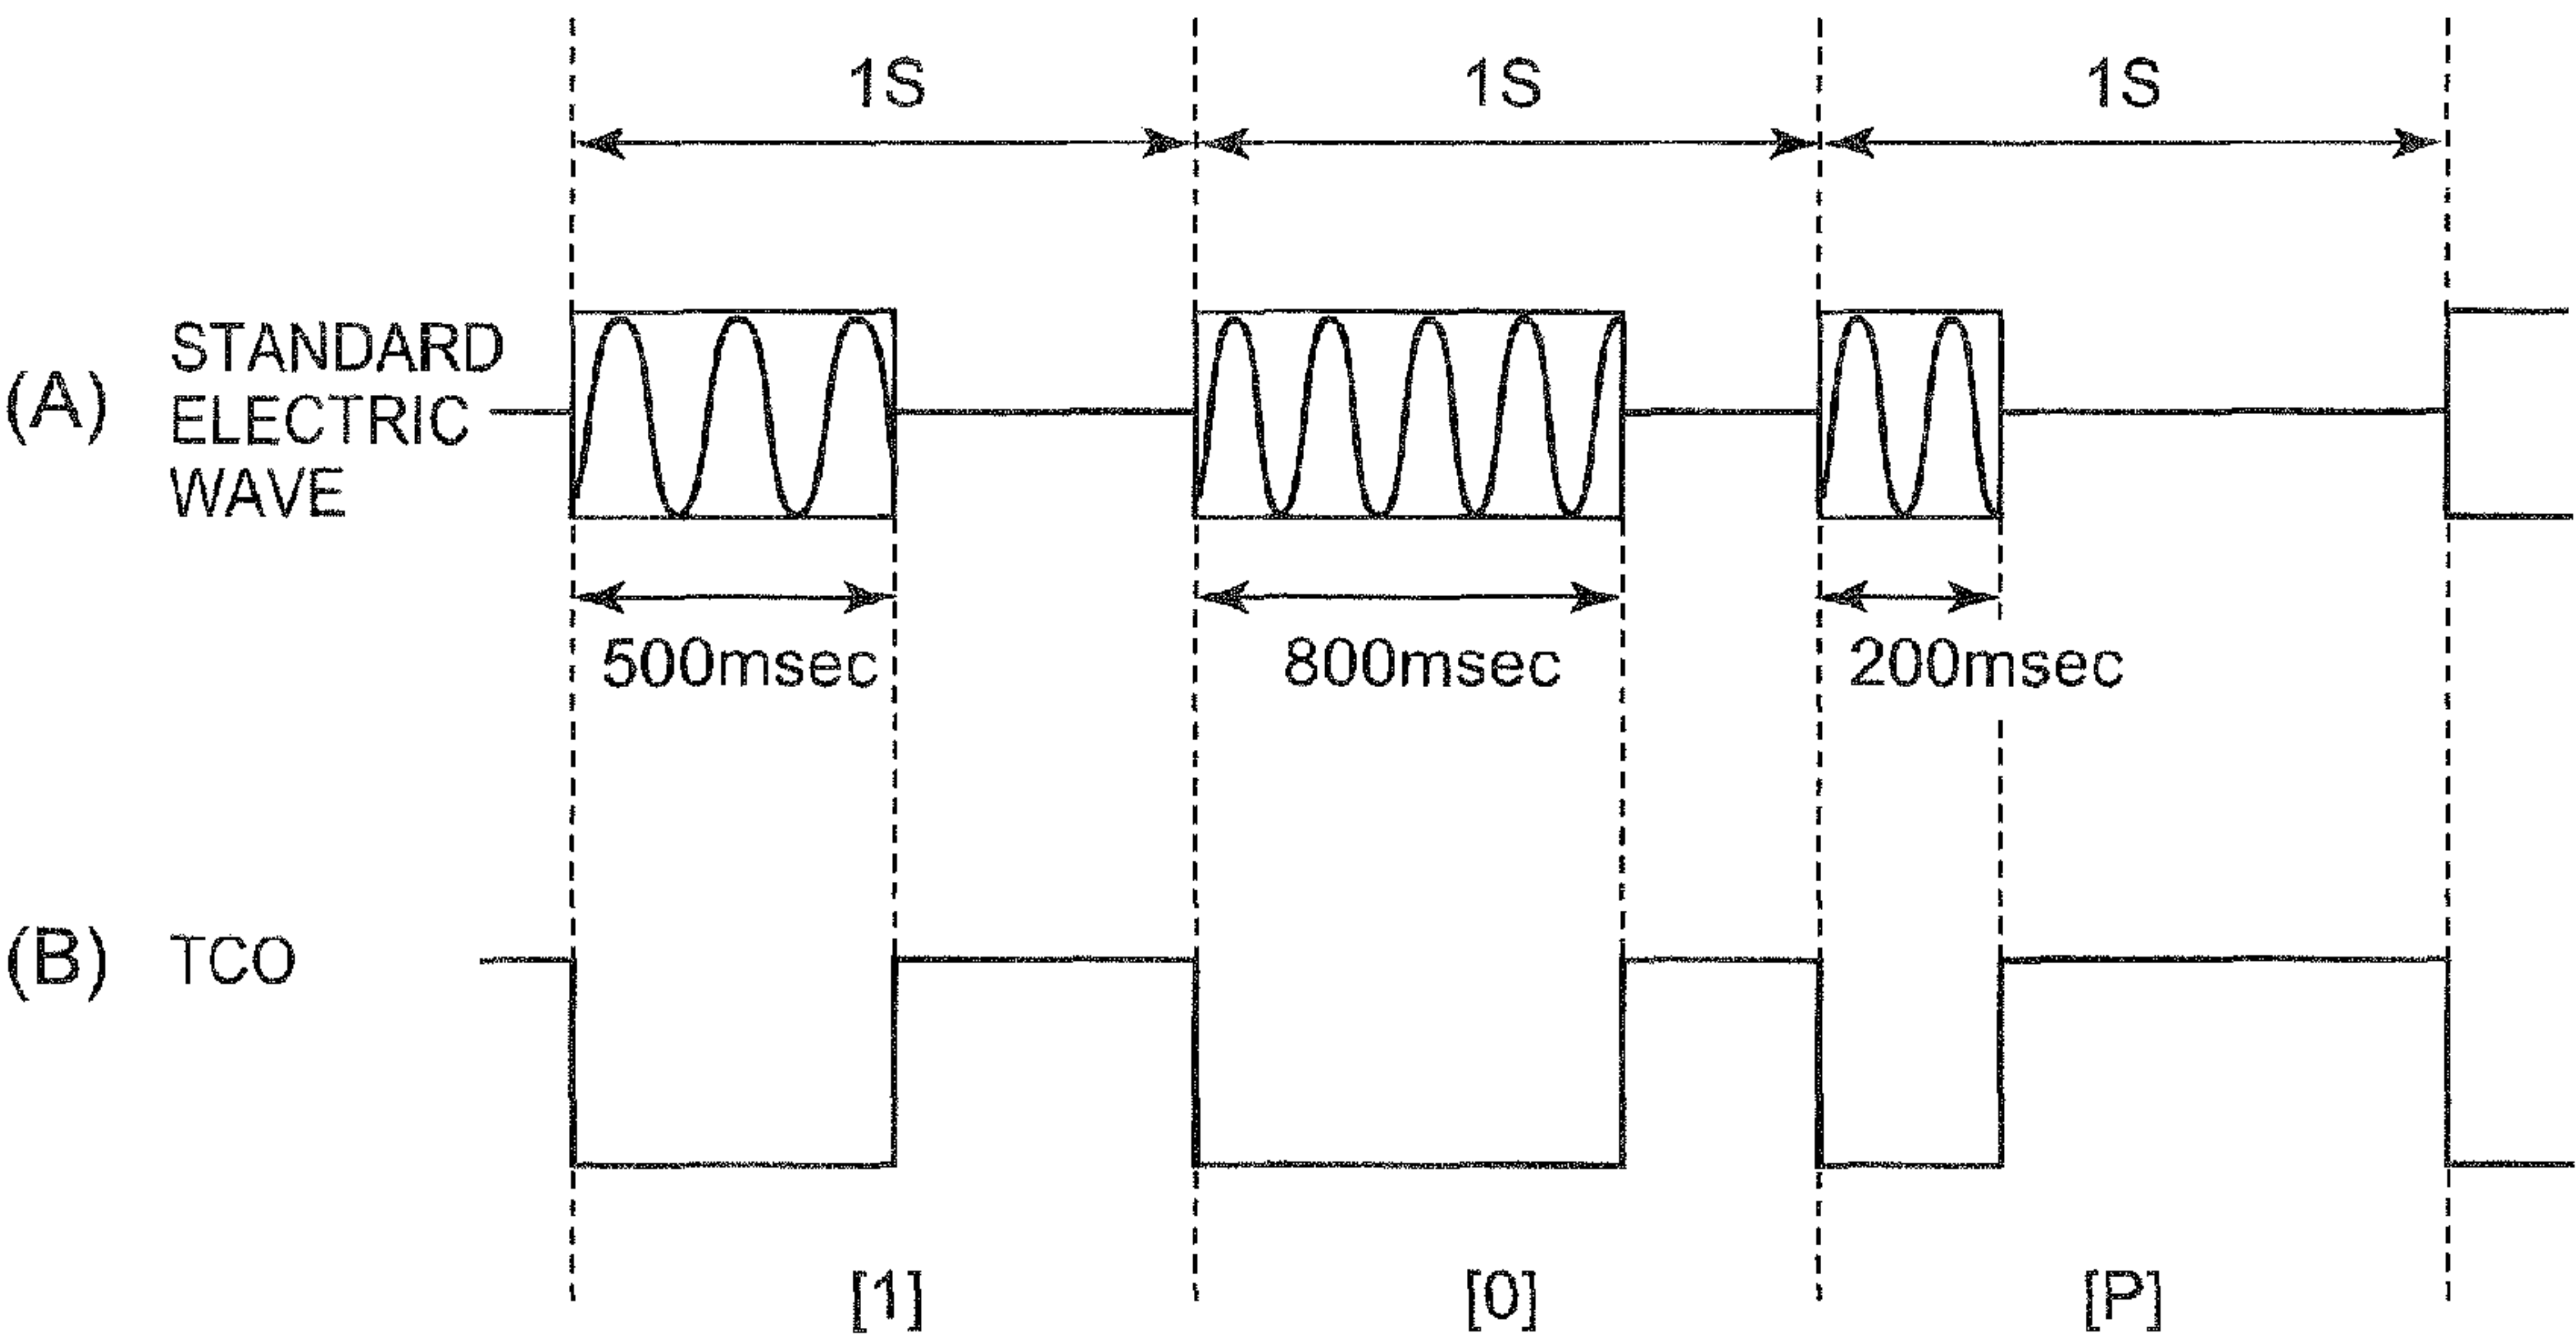 1S 1S 1S
(A) STANDARD
ELECTRIC
WAVE
500msec 800msec 200msec
(B) TCO
[1] [0] [P]